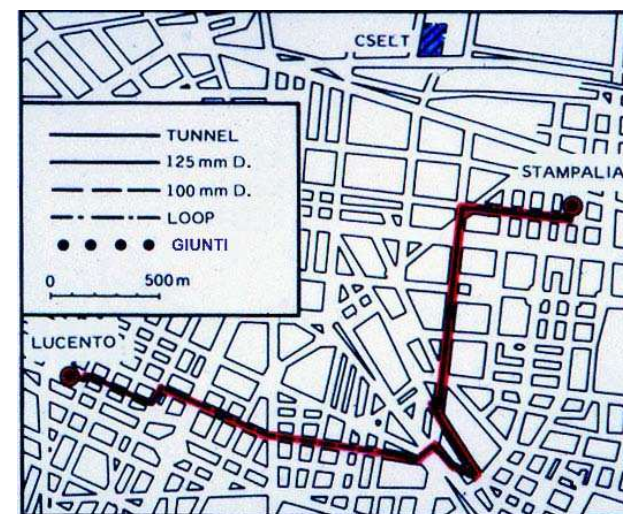 CSELT
TUNNEL
125 mm D.
100 mm D.
LOOP
GIUNTI
0 500 m
STAMPALIA
LUCENTO